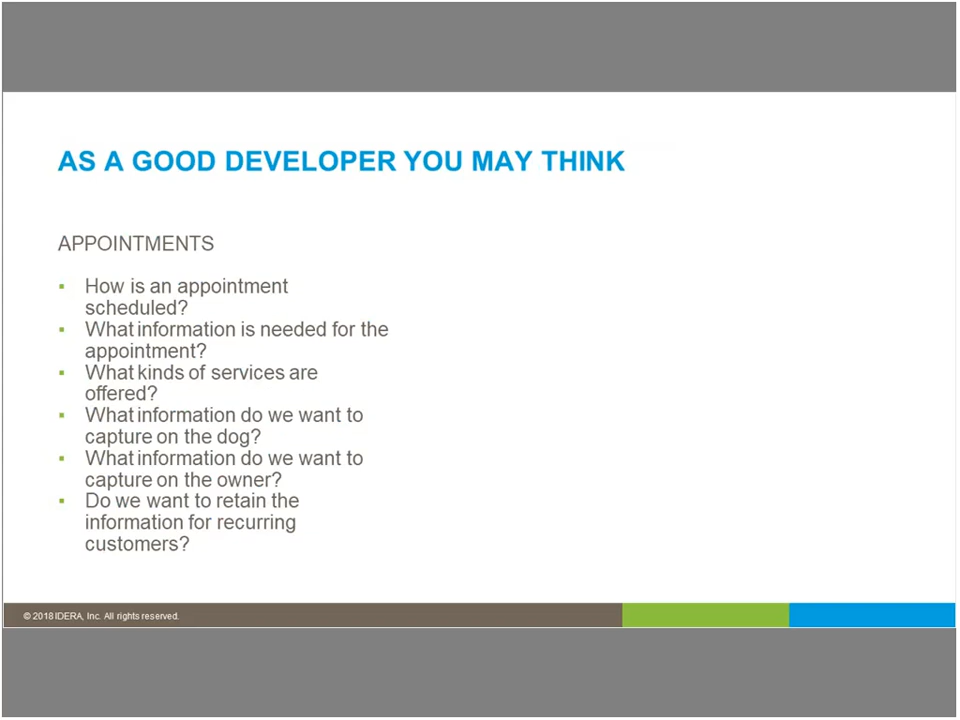 AS A GOOD DEVELOPER YOU MAY THINK
APPOINTMENTS
▪ How is an appointment
scheduled?
▪ What information is needed for the
appointment?
▪ What kinds of services are
offered?
▪ What information do we want to
capture on the dog?
▪ What information do we want to
capture on the owner?
▪ Do we want to retain the
information for recurring
customers?
© 2018 IDERA, Inc. All rights reserved.